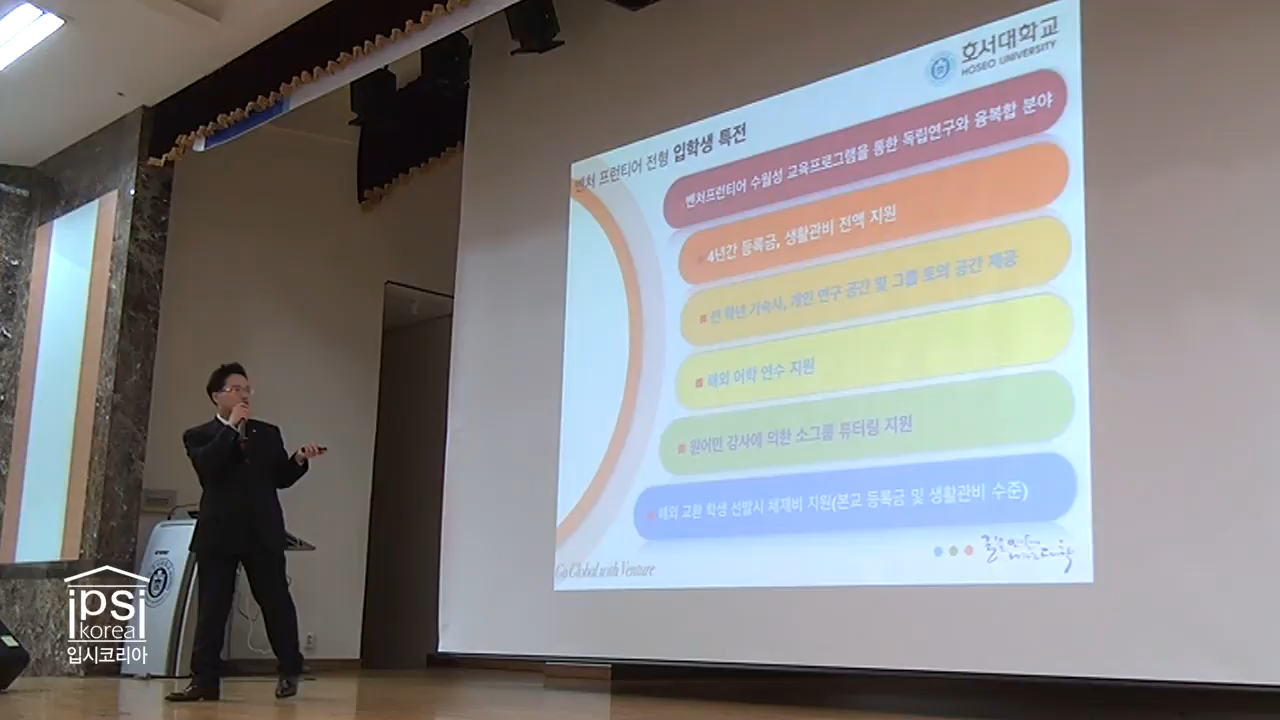 호서대학교
HOSEO UNIVERSITY
벤처 프런티어 전형 입학생 특전
벤처프런티어 수월성 교육프로그램을 통한 독립연구와 융복합 분야
4년간 등록금, 생활관비 전액 지원
전 학년 기숙사, 개인 연구 공간 및 그룹 토의 공간 제공
해외 어학 연수 지원
원어민 강사에 의한 소그룹 튜터링 지원
해외 교환 학생 선발시 체재비 지원(본교 등록금 및 생활관비 수준)
Go Global with Venture
ipsi
korea
입시코리아